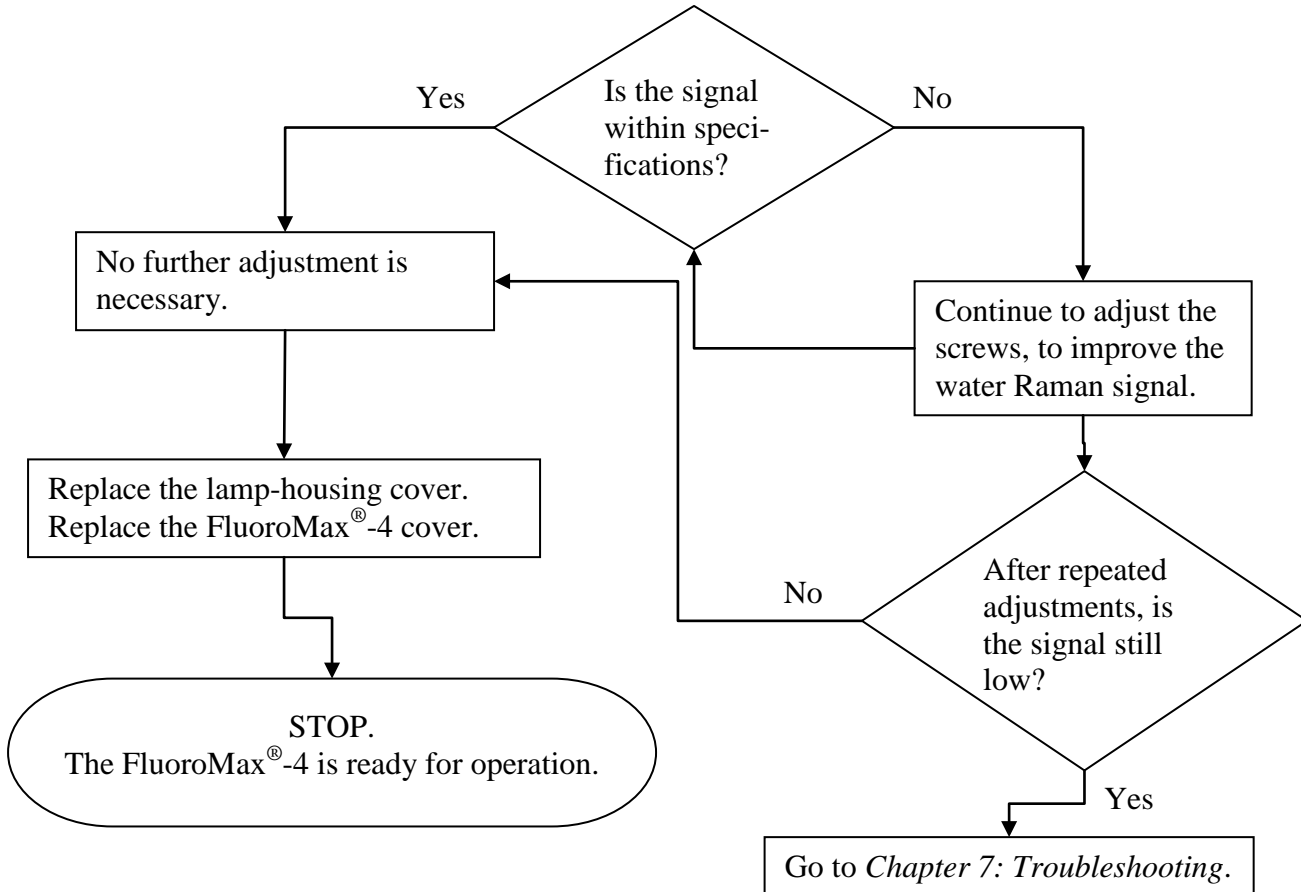 Is the signal
within speci-
fications?
Yes
No
No further adjustment is
necessary.
Continue to adjust the
screws, to improve the
water Raman signal.
Replace the lamp-housing cover.
Replace the FluoroMax®-4 cover.
After repeated
adjustments, is
the signal still
low?
No
STOP.
The FluoroMax®-4 is ready for operation.
Yes
Go to Chapter 7: Troubleshooting.